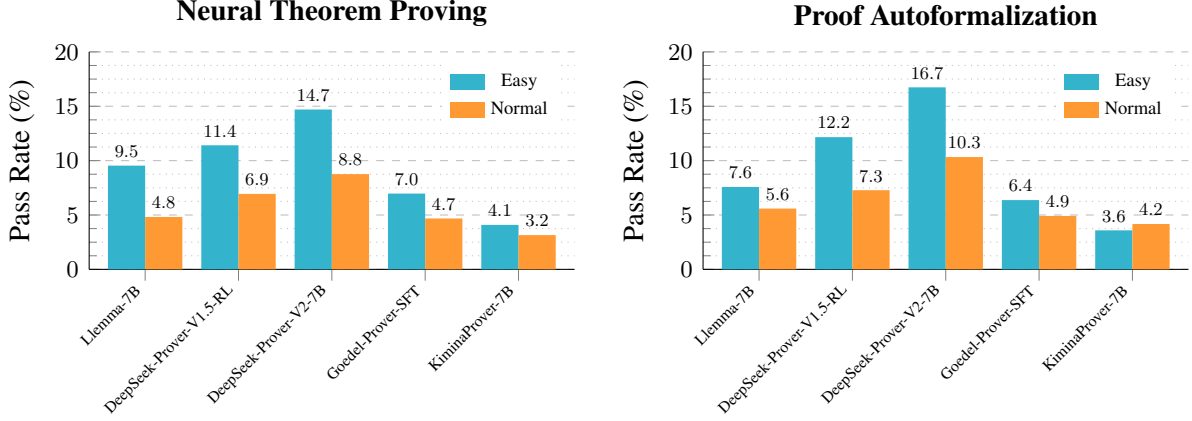 Neural Theorem Proving
Pass Rate (%)
20
15
10
5
0
Easy
Normal
9.5
4.8
11.4
6.9
14.7
8.8
7.0
4.7
4.1
3.2
Llemma-7B
DeepSeek-Prover-V1.5-RL
DeepSeek-Prover-V2-7B
Goedel-Prover-SFT
KiminaProver-7B
Proof Autoformalization
Pass Rate (%)
20
15
10
5
0
Easy
Normal
7.6
5.6
12.2
7.3
16.7
10.3
6.4
4.9
3.6
4.2
Llemma-7B
DeepSeek-Prover-V1.5-RL
DeepSeek-Prover-V2-7B
Goedel-Prover-SFT
KiminaProver-7B